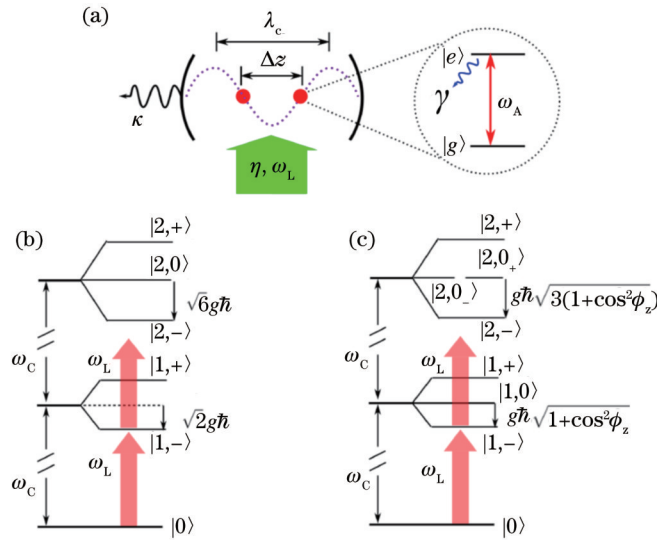 (a)
λc
Δz
κ
η, ωL
|e⟩
γ
ωA
|g⟩
(b)
|2,+⟩
|2,0⟩
√6għ
|2,-⟩
ωC
ωL
|1,+⟩
√2għ
|1,-⟩
ωC
ωL
|0⟩
(c)
|2,+⟩
|2,0+⟩
|2,0-⟩
għ√3(1+cos²ϕz)
|2,-⟩
ωC
ωL
|1,+⟩
|1,0⟩
għ√1+cos²ϕz
|1,-⟩
ωC
ωL
|0⟩